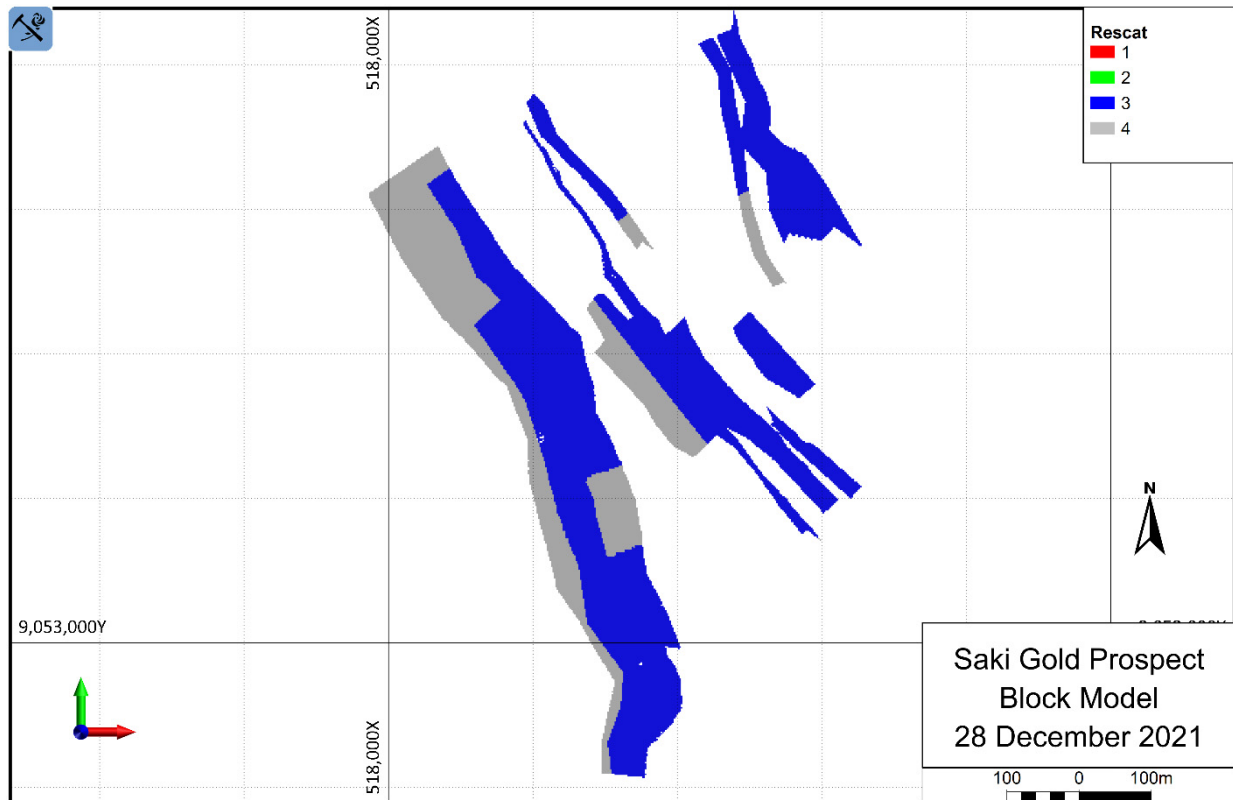 518,000X
Rescat
1
2
3
4
N
9,053,000Y
Saki Gold Prospect
Block Model
28 December 2021
518,000X
100 0 100m